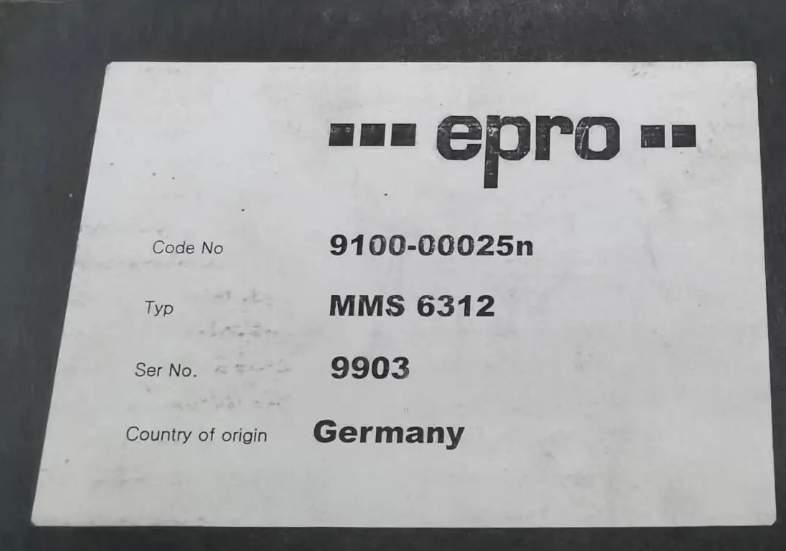 epro
Code No 9100-00025n
Typ MMS 6312
Ser No. 9903
Country of origin Germany